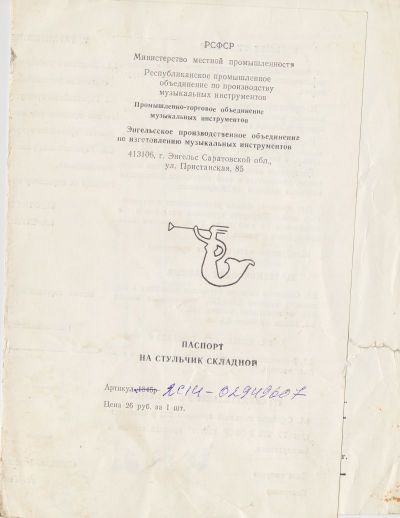 РСФСР
Министерство местной промышленности
Республиканское промышленное
объединение по производству
музыкальных инструментов
Промышленно-торговое объединение
музыкальных инструментов
Энгельсское производственное объединение
по изготовлению музыкальных инструментов
413106, г. Энгельс Саратовской обл.,
ул. Пристанская, 85
ПАСПОРТ
НА СТУЛЬЧИК СКЛАДНОЙ
Артикул
Цена 26 руб. за 1 шт.
г.